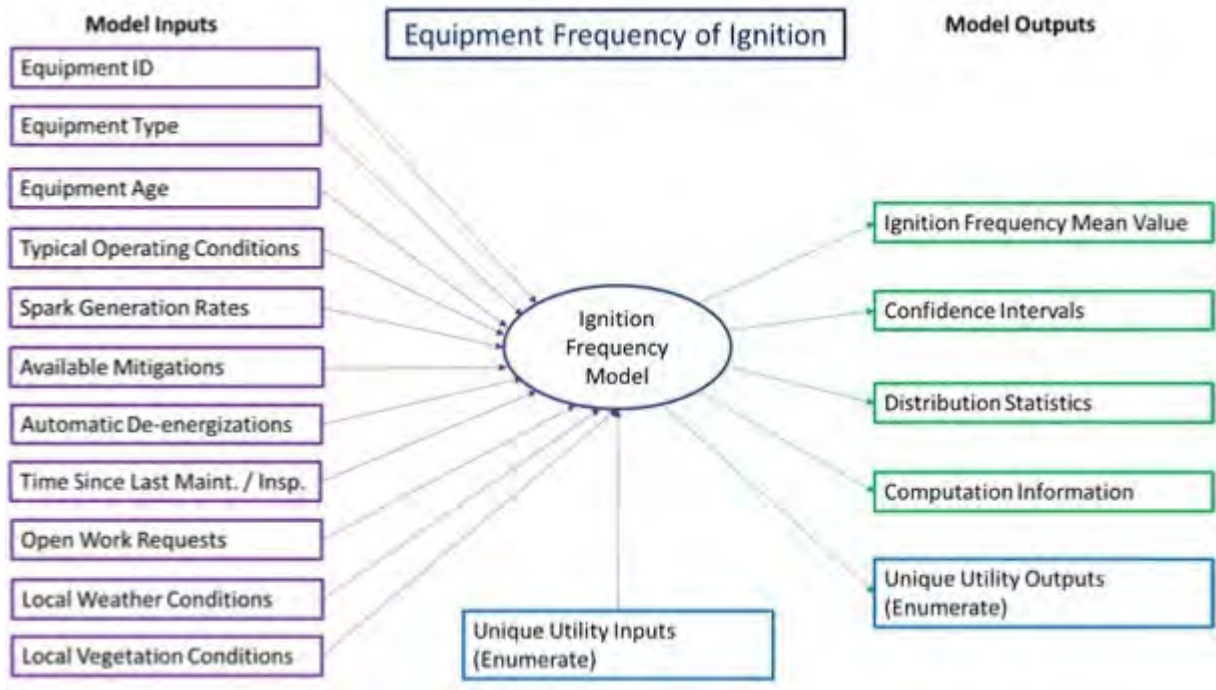 Model Inputs
Equipment Frequency of Ignition
Model Outputs
Equipment ID
Equipment Type
Equipment Age
Typical Operating Conditions
Spark Generation Rates
Available Mitigations
Automatic De-energizations
Time Since Last Maint. / Insp.
Open Work Requests
Local Weather Conditions
Local Vegetation Conditions
Ignition
Frequency
Model
Unique Utility Inputs
(Enumerate)
Ignition Frequency Mean Value
Confidence Intervals
Distribution Statistics
Computation Information
Unique Utility Outputs
(Enumerate)